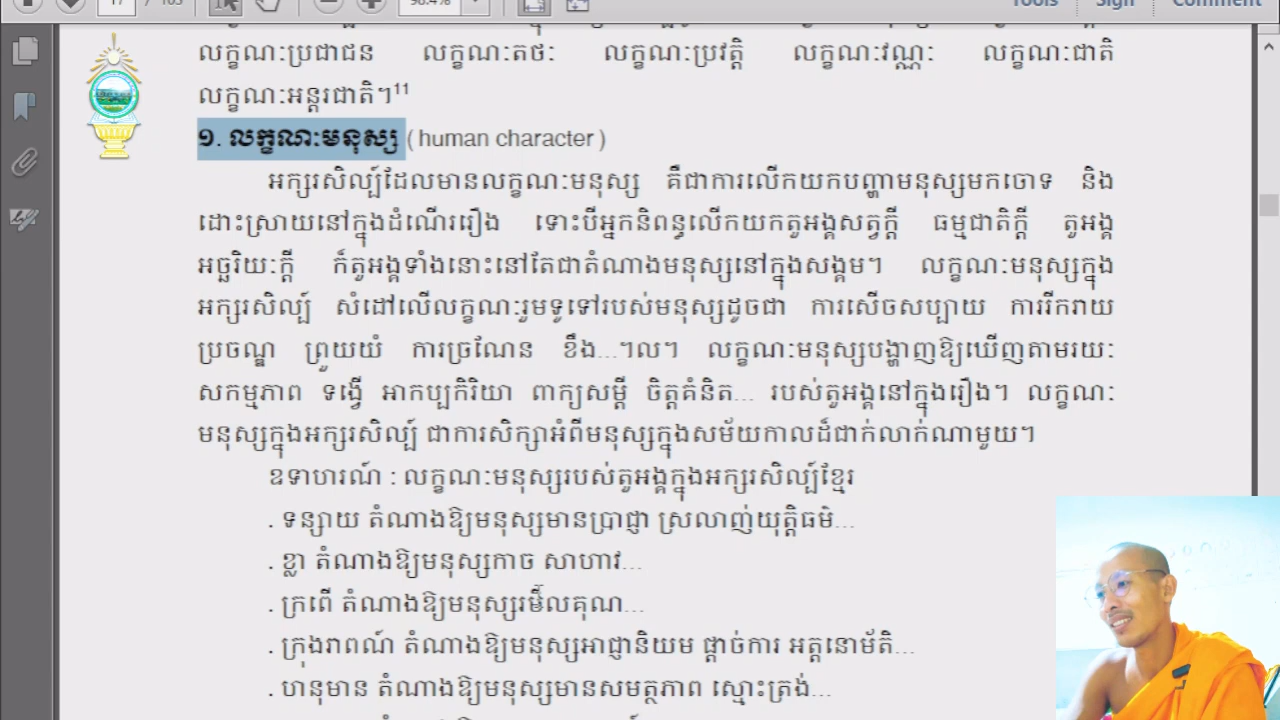 17 / 103 98.4% Tools Sign Comment
លក្ខណៈប្រជាជន លក្ខណៈតថៈ លក្ខណៈប្រវត្តិ លក្ខណៈវណ្ណៈ លក្ខណៈជាតិ
លក្ខណៈអន្តរជាតិ។11
១. លក្ខណៈមនុស្ស (human character)
អក្សរសិល្ប៍ដែលមានលក្ខណៈមនុស្ស គឺជាការលើកយកបញ្ហាមនុស្សមកចោទ និង
ដោះស្រាយនៅក្នុងដំណើររឿង ទោះបីអ្នកនិពន្ធលើកយកតួអង្គសត្វក្ដី ធម្មជាតិក្ដី តួអង្គ
អច្ឆរិយៈក្ដី ក៏តួអង្គទាំងនោះនៅតែជាតំណាងមនុស្សនៅក្នុងសង្គម។ លក្ខណៈមនុស្សក្នុង
អក្សរសិល្ប៍ សំដៅលើលក្ខណៈរួមទូទៅរបស់មនុស្សដូចជា ការសើចសប្បាយ ការរីករាយ
ប្រចណ្ឌ ព្រួយយំ ការច្រណែន ខឹង...។ល។ លក្ខណៈមនុស្សបង្ហាញឱ្យឃើញតាមរយៈ
សកម្មភាព ទង្វើ អាកប្បកិរិយា ពាក្យសម្ដី ចិត្តគំនិត... របស់តួអង្គនៅក្នុងរឿង។ លក្ខណៈ
មនុស្សក្នុងអក្សរសិល្ប៍ ជាការសិក្សាអំពីមនុស្សក្នុងសម័យកាលដ៏ជាក់លាក់ណាមួយ។
ឧទាហរណ៍ : លក្ខណៈមនុស្សរបស់តួអង្គក្នុងអក្សរសិល្ប៍ខ្មែរ
. ទន្សាយ តំណាងឱ្យមនុស្សមានប្រាជ្ញា ស្រលាញ់យុត្តិធម៌...
. ខ្លា តំណាងឱ្យមនុស្សកាច សាហាវ...
. ក្រពើ តំណាងឱ្យមនុស្សរមឹលគុណ...
. ក្រុងរាពណ៍ តំណាងឱ្យមនុស្សអាជ្ញានិយម ផ្ដាច់ការ អត្តនោម័តិ...
. ហនុមាន តំណាងឱ្យមនុស្សមានសមត្ថភាព ស្មោះត្រង់...